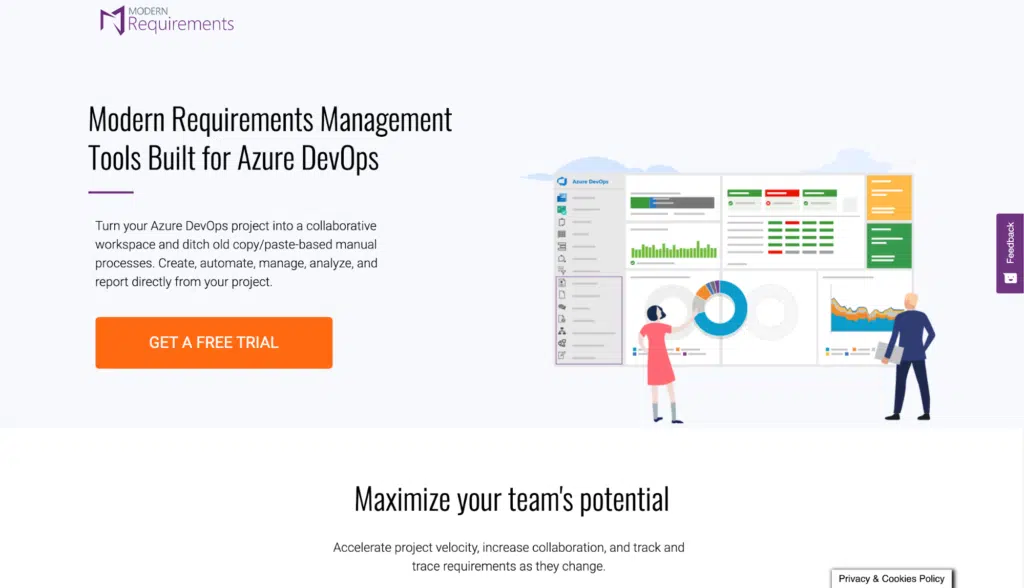 MODERN
Requirements
Modern Requirements Management
Tools Built for Azure DevOps
Turn your Azure DevOps project into a collaborative
workspace and ditch old copy/paste-based manual
processes. Create, automate, manage, analyze, and
report directly from your project.
GET A FREE TRIAL
Azure DevOps
Feedback
Maximize your team's potential
Accelerate project velocity, increase collaboration, and track and
trace requirements as they change.
Privacy & Cookies Policy